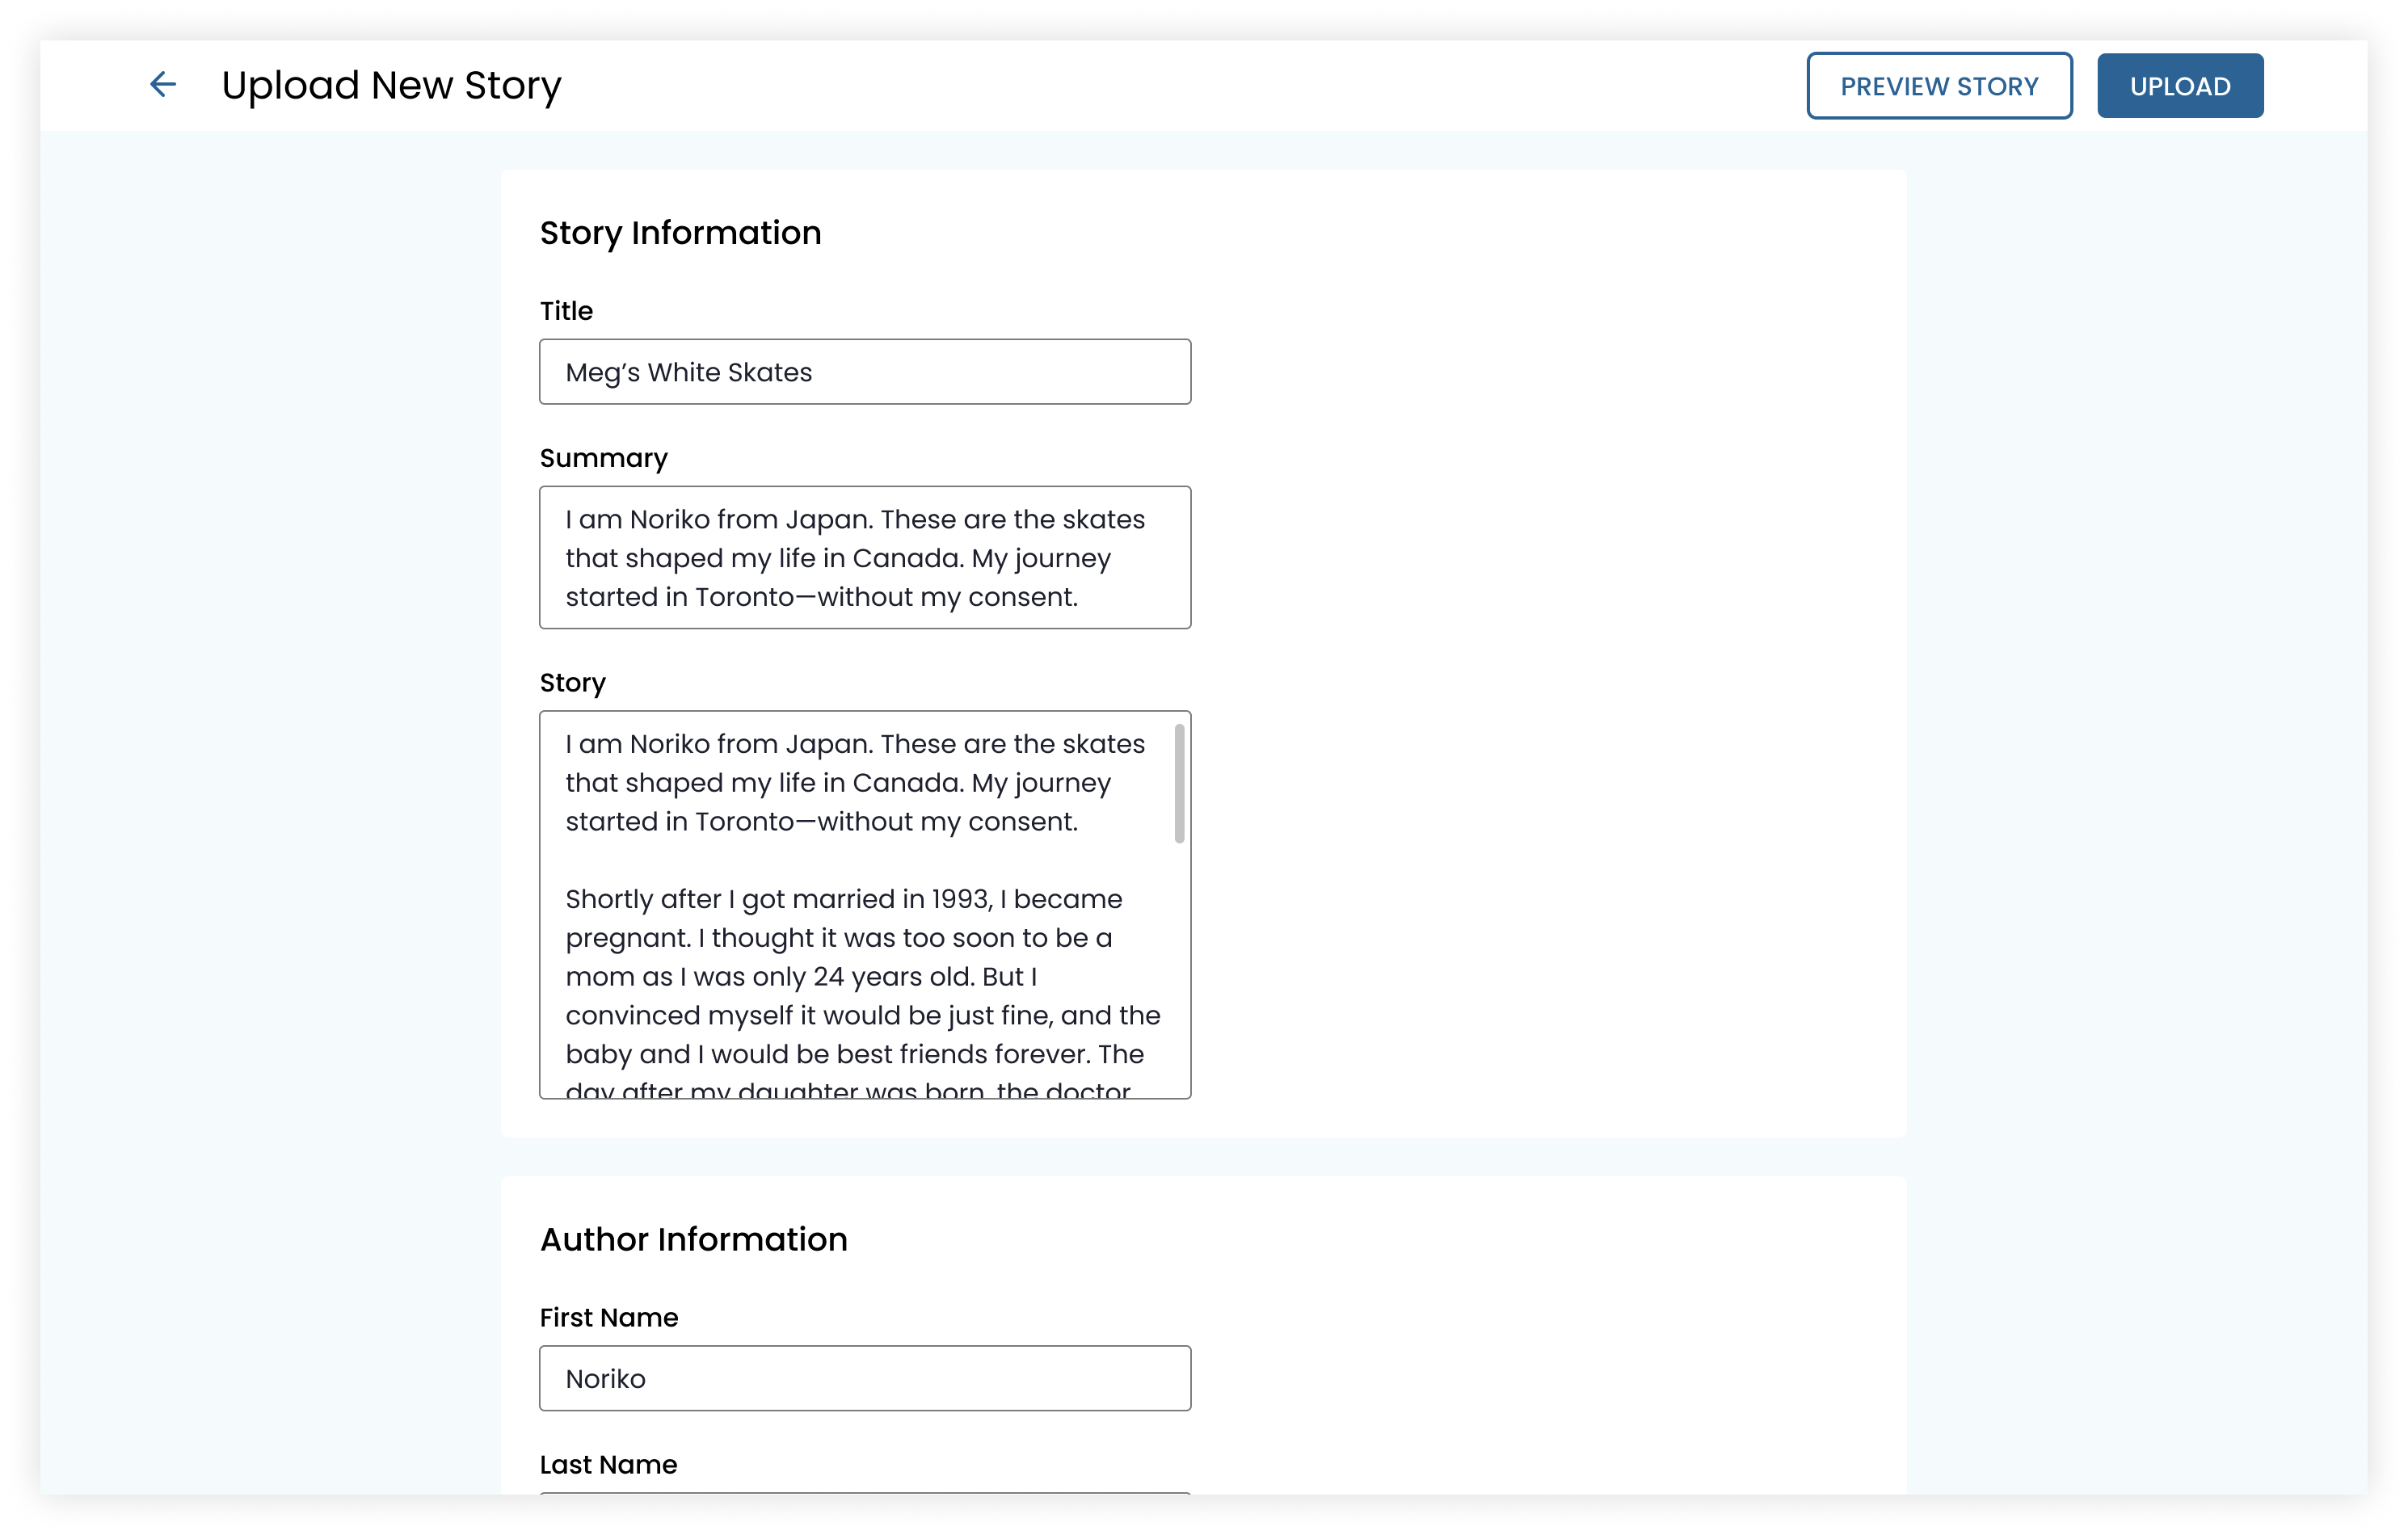 Upload New Story
PREVIEW STORY
UPLOAD
Story Information
Title
Meg’s White Skates
Summary
I am Noriko from Japan. These are the skates
that shaped my life in Canada. My journey
started in Toronto—without my consent.
Story
I am Noriko from Japan. These are the skates
that shaped my life in Canada. My journey
started in Toronto—without my consent.
Shortly after I got married in 1993, I became
pregnant. I thought it was too soon to be a
mom as I was only 24 years old. But I
convinced myself it would be just fine, and the
baby and I would be best friends forever. The
day after my daughter was born, the doctor
Author Information
First Name
Noriko
Last Name